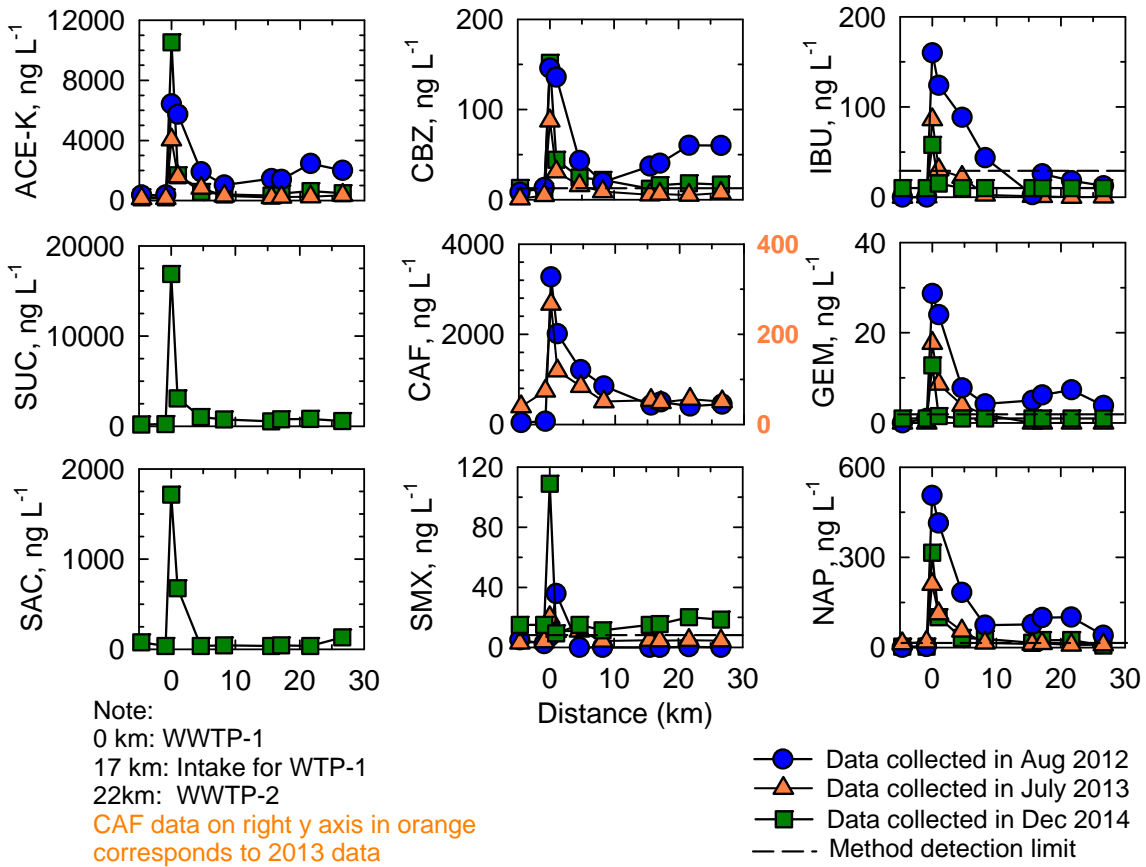 ACE-K, ng L⁻¹
12000
10000
8000
6000
4000
2000
0
CBZ, ng L⁻¹
200
100
0
IBU, ng L⁻¹
200
100
0
SUC, ng L⁻¹
20000
10000
0
CAF, ng L⁻¹
4000
2000
0
400
200
0
GEM, ng L⁻¹
40
20
0
SAC, ng L⁻¹
2000
1000
0
0 10 20 30
SMX, ng L⁻¹
120
80
40
0
0 10 20 30
NAP, ng L⁻¹
600
300
0
0 10 20 30
Distance (km)
Note:
0 km: WWTP-1
17 km: Intake for WTP-1
22km: WWTP-2
CAF data on right y axis in orange
corresponds to 2013 data
Data collected in Aug 2012
Data collected in July 2013
Data collected in Dec 2014
Method detection limit